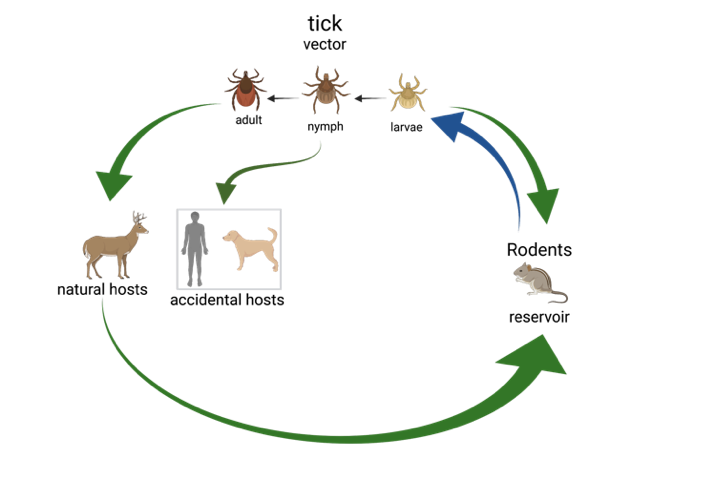 tick
vector
adult
nymph
larvae
Rodents
natural hosts
accidental hosts
reservoir